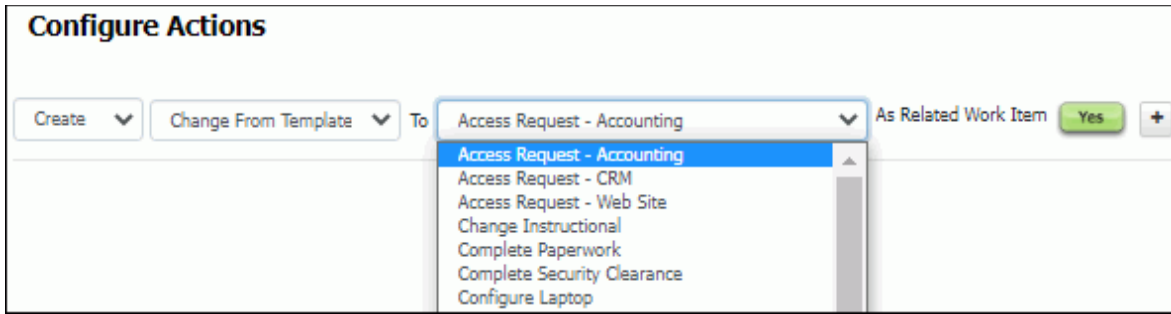 Configure Actions
Create Change From Template To Access Request - Accounting As Related Work Item Yes +
Access Request - Accounting
Access Request - CRM
Access Request - Web Site
Change Instructional
Complete Paperwork
Complete Security Clearance
Configure Laptop